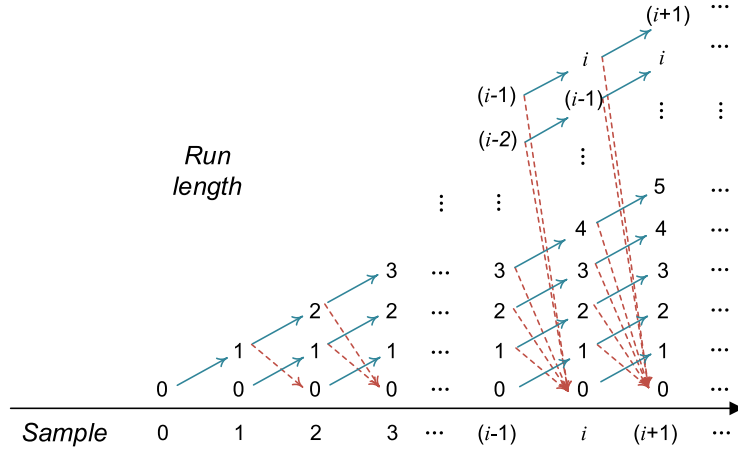 ...
(i+1)
... 
i i
(i-1) (i-1)
⋮ ⋮
(i-2)
Run
length
⋮
5 ...
⋮ ⋮
4 4 ...
3 ... 3 3 3 ...
2 2 ... 2 2 2 ...
1 1 1 ... 1 1 1 ...
0 0 0 0 ... 0 0 0 ...
Sample 0 1 2 3 ... (i-1) i (i+1) ...